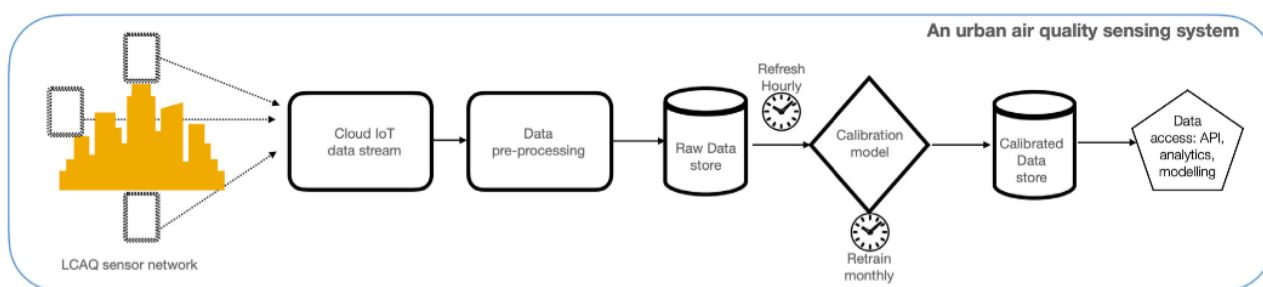 An urban air quality sensing system
LCAQ sensor network
Cloud IoT
data stream
Data
pre-processing
Raw Data
store
Refresh
Hourly
Calibration
model
Retrain
monthly
Calibrated
Data
store
Data
access: API,
analytics,
modelling